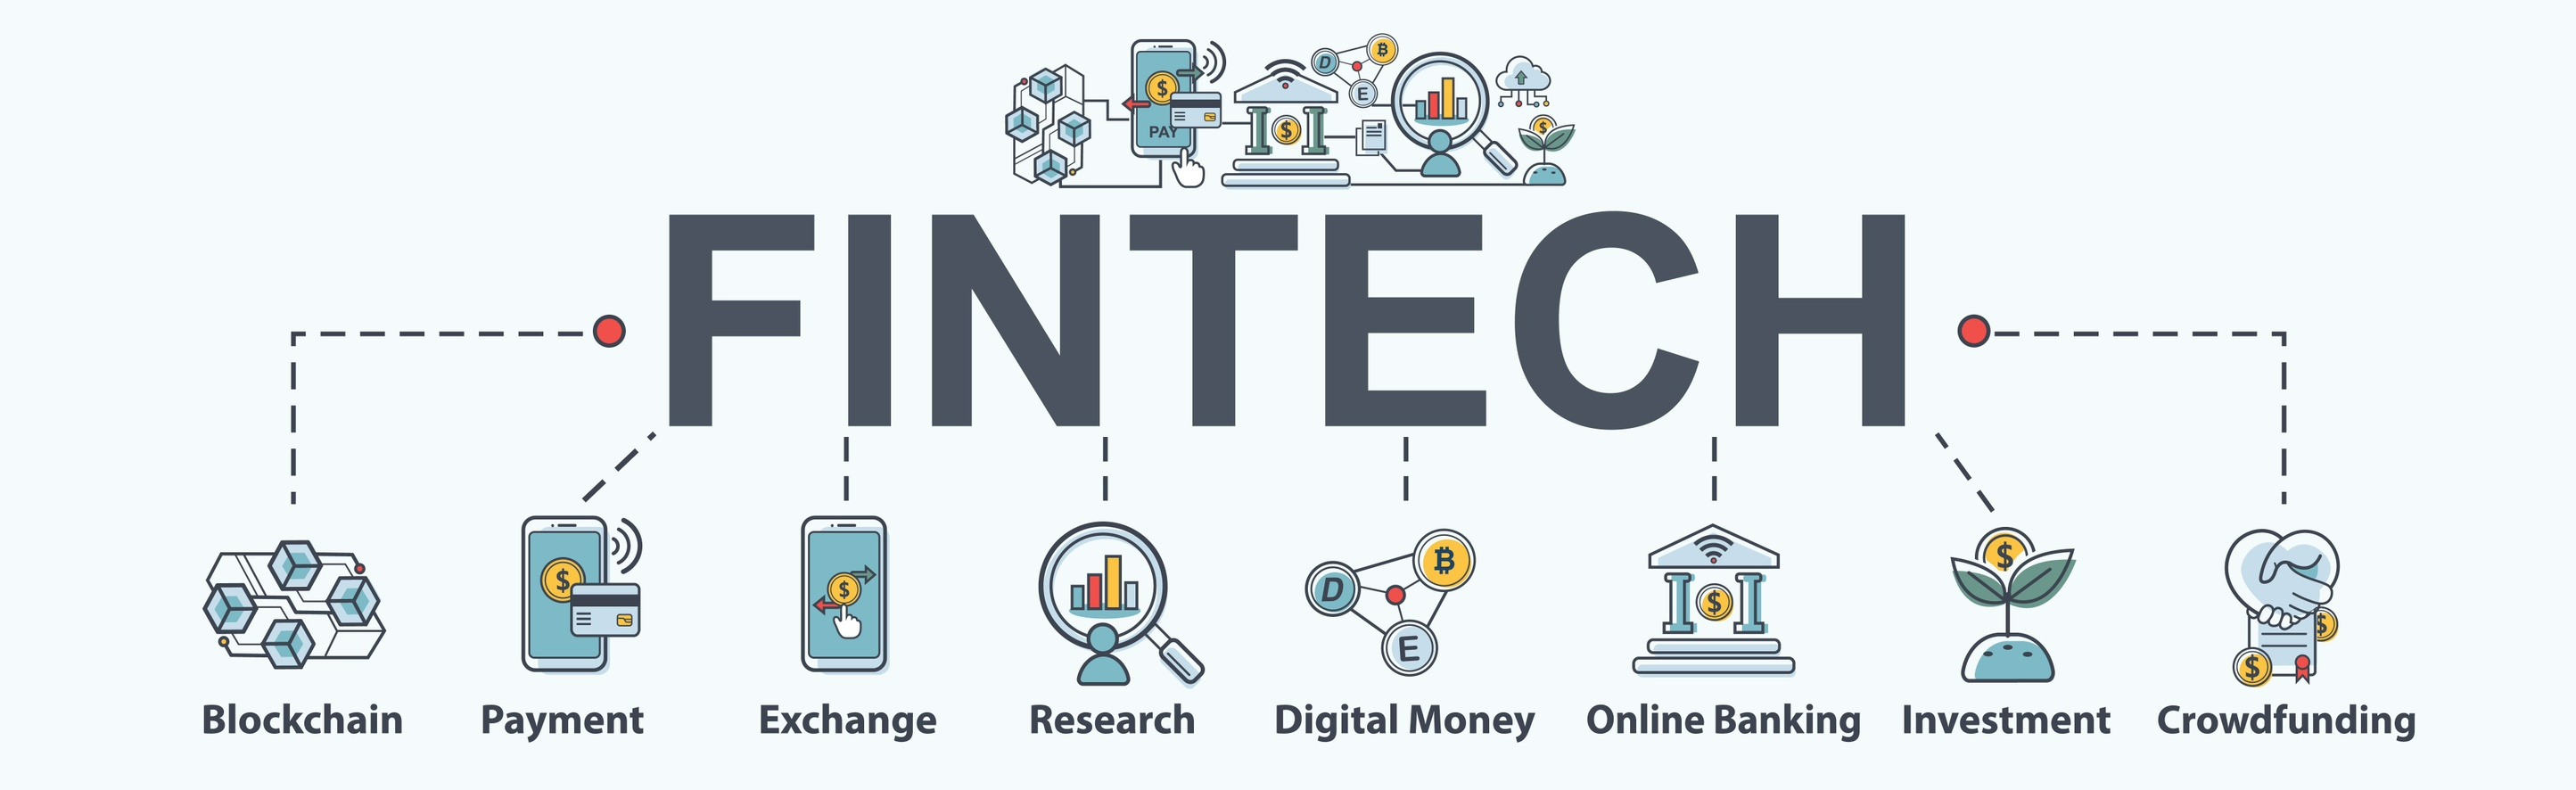 D
₿
E
$
PAY
$
$
FINTECH
$
$
D
₿
E
$
$
$
$
Blockchain Payment Exchange Research Digital Money Online Banking Investment Crowdfunding